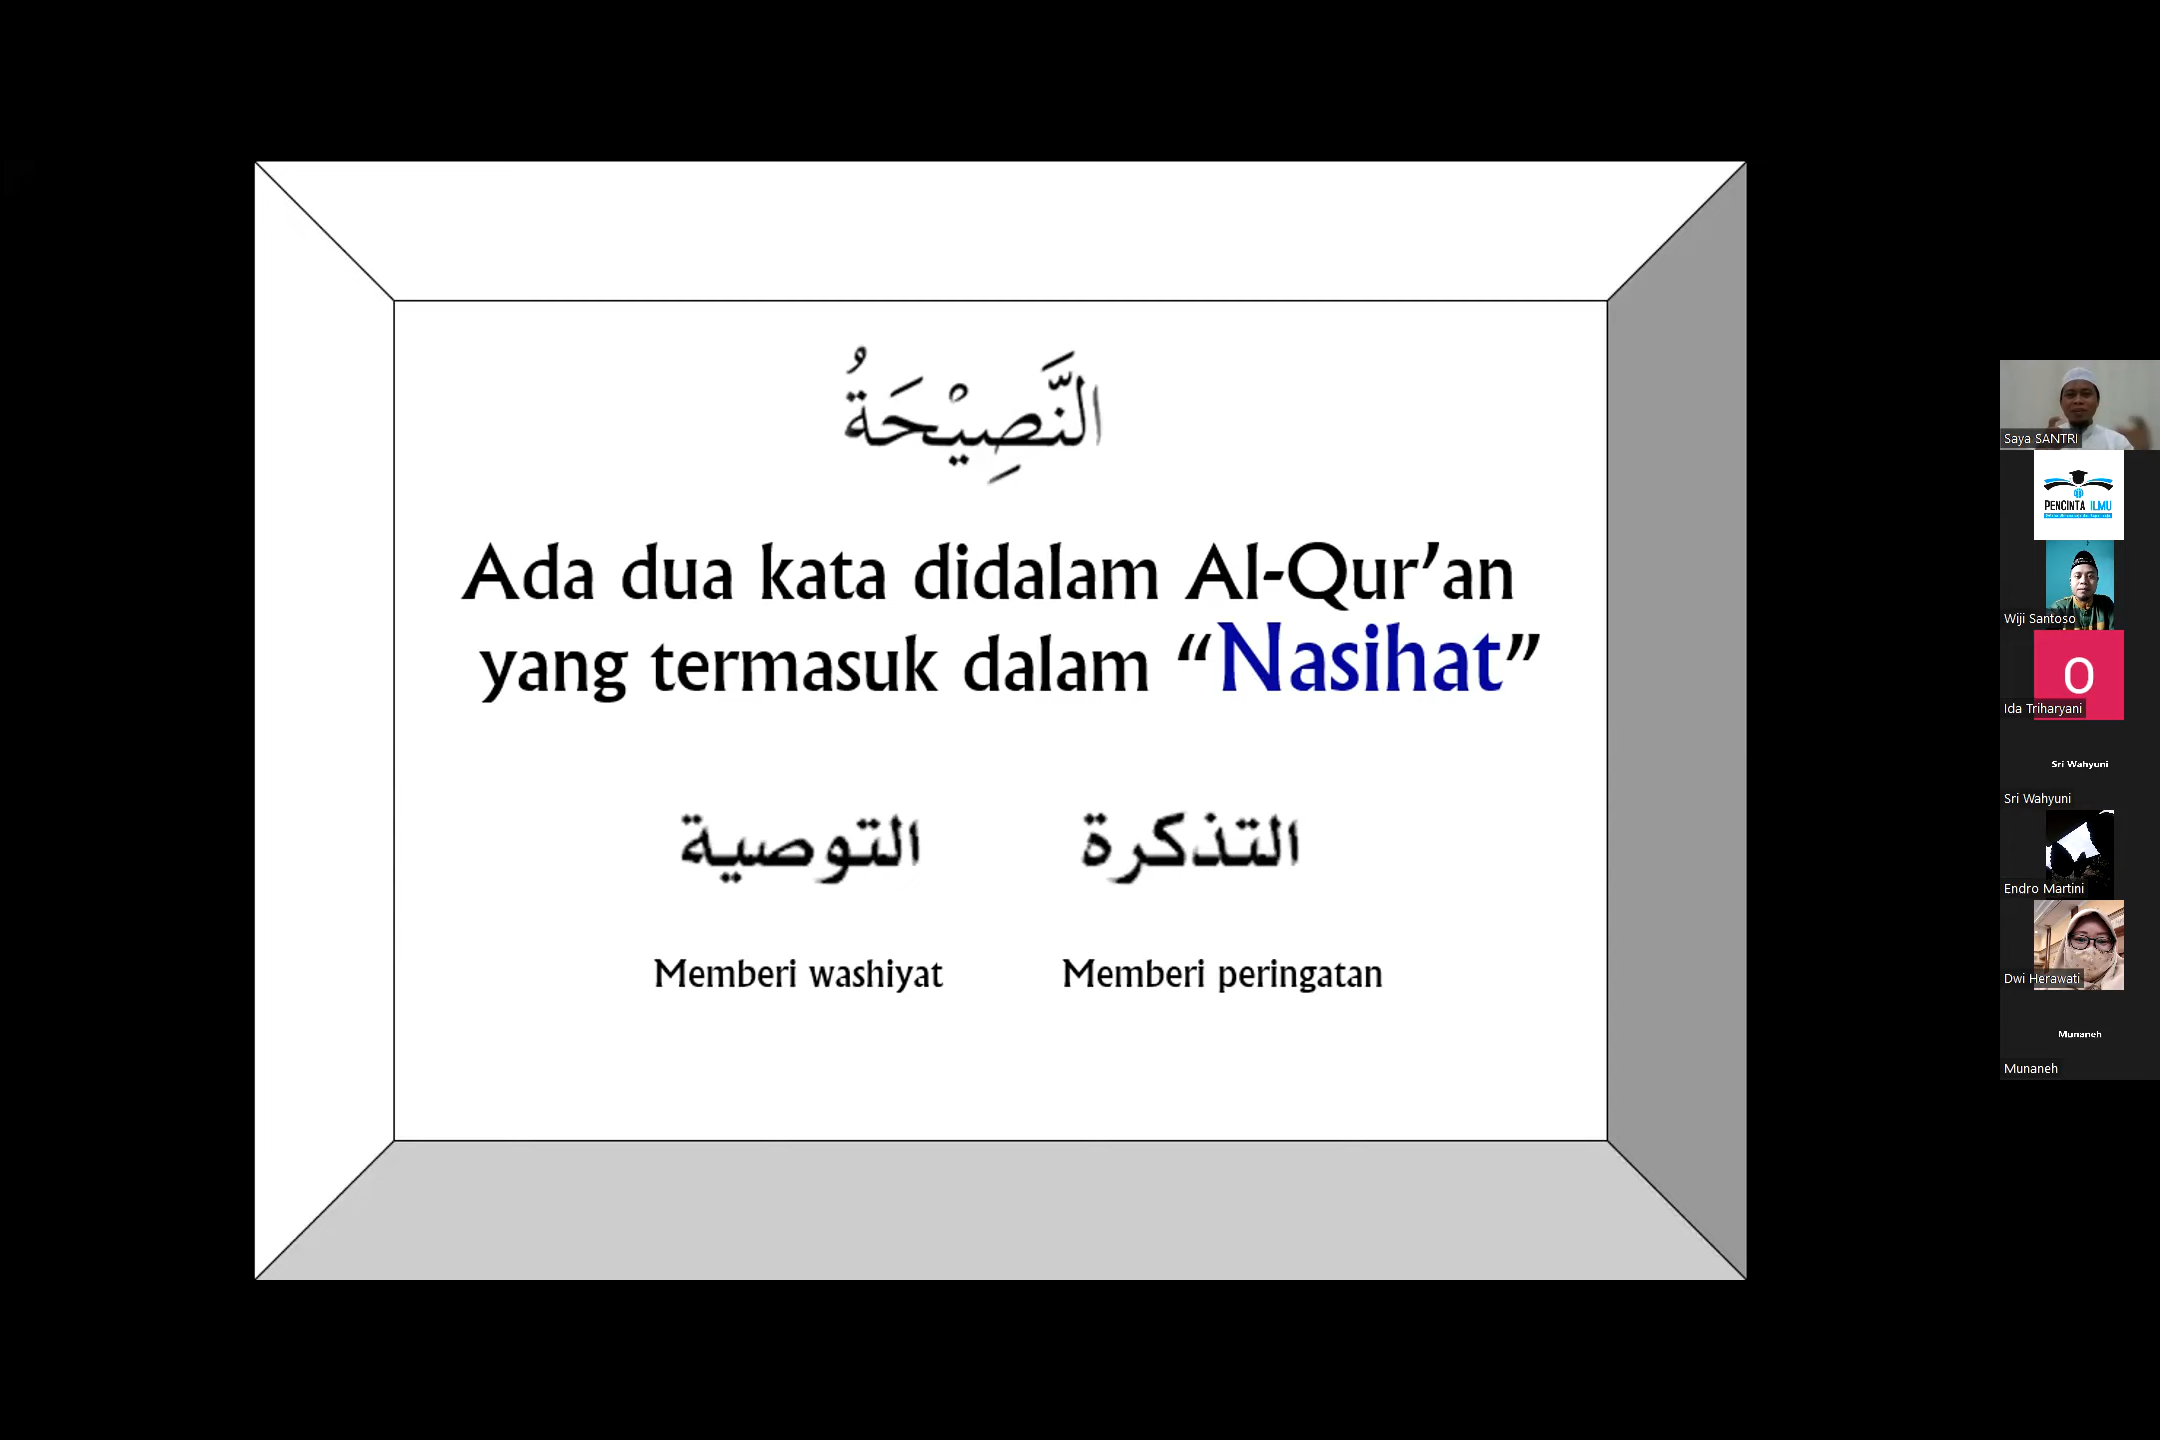 النَّصِيْحَةُ
Ada dua kata didalam Al-Qur’an
yang termasuk dalam “Nasihat”
التوصية
التذكرة
Memberi washiyat
Memberi peringatan
Saya SANTRI
PENCINTA ILMU
Wiji Santoso
O
Ida Triharyani
Sri Wahyuni
Sri Wahyuni
Endro Martini
Dwi Herawati
Munaneh
Munaneh